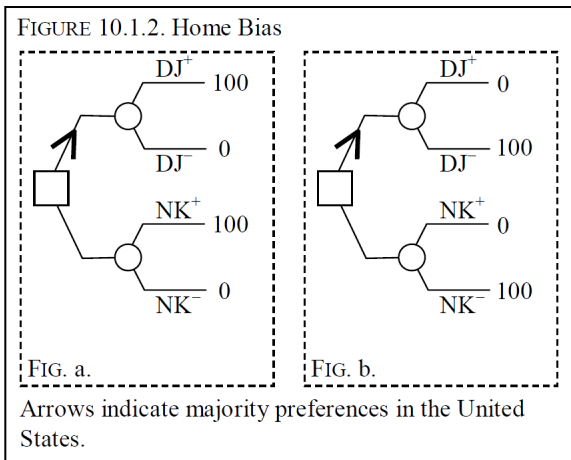 FIGURE 10.1.2. Home Bias
DJ⁺
100
DJ⁻
0
NK⁺
100
NK⁻
0
FIG. a.
DJ⁺
0
DJ⁻
100
NK⁺
0
NK⁻
100
FIG. b.
Arrows indicate majority preferences in the United
States.